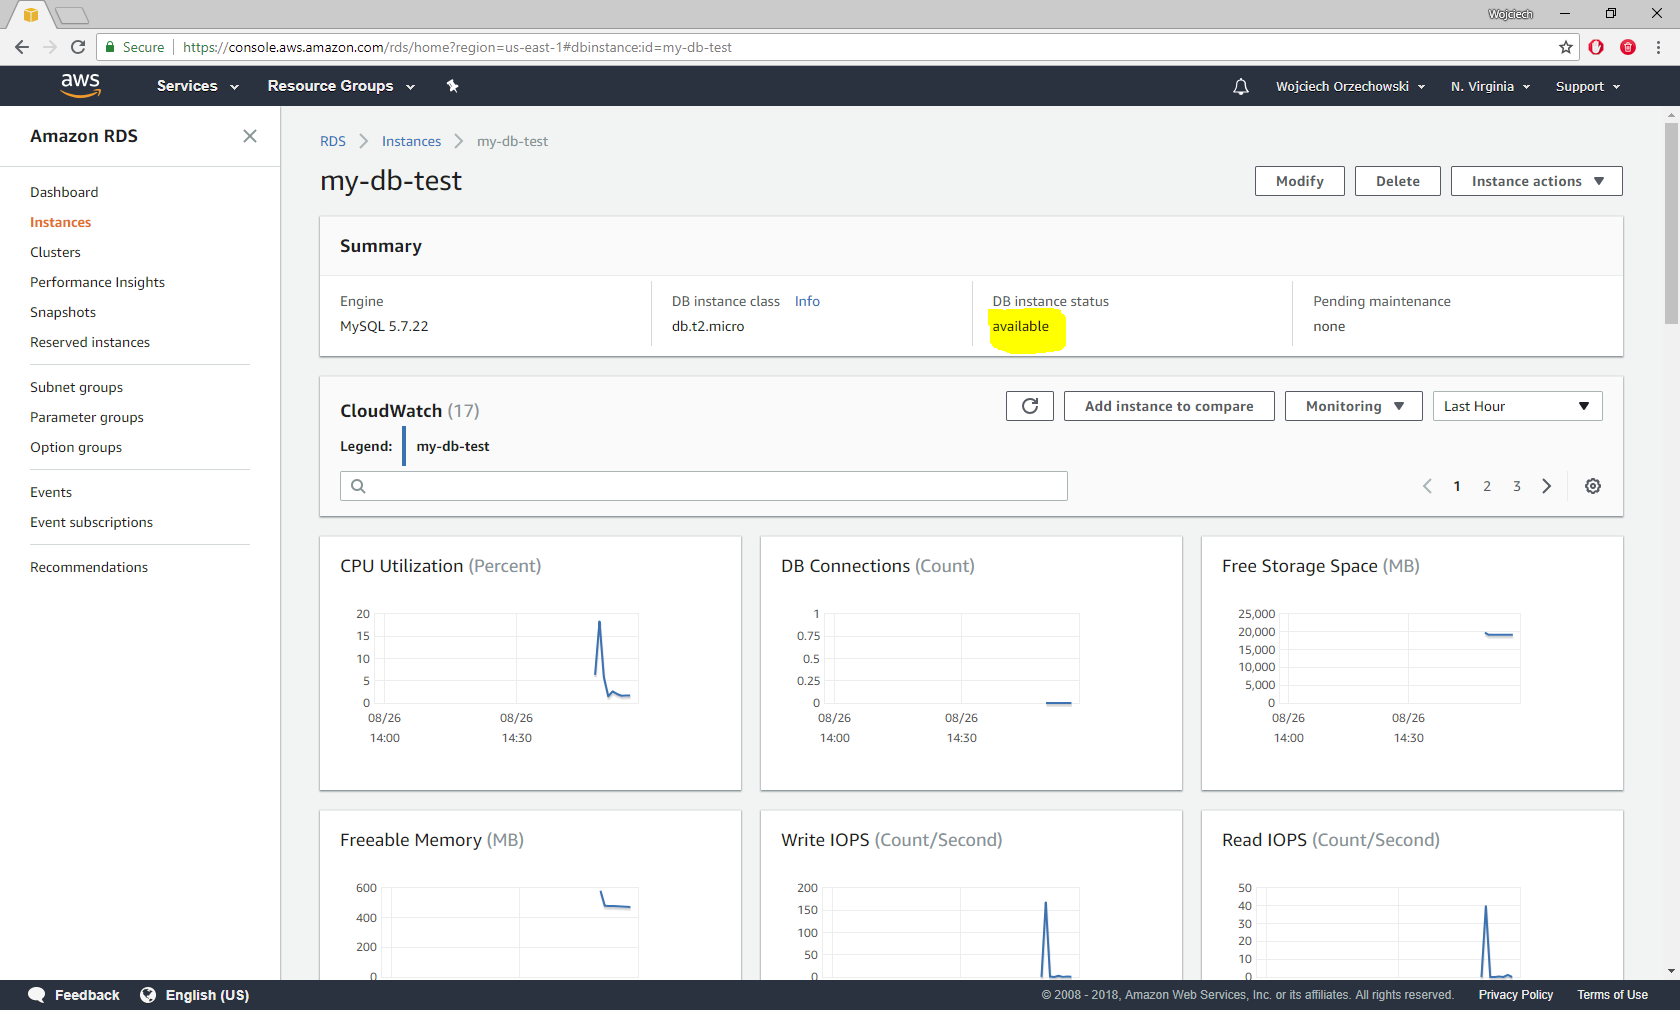 Wojciech
Secure https://console.aws.amazon.com/rds/home?region=us-east-1#dbinstance:id=my-db-test
aws Services Resource Groups Wojciech Orzechowski N. Virginia Support
Amazon RDS
Dashboard
Instances
Clusters
Performance Insights
Snapshots
Reserved instances
Subnet groups
Parameter groups
Option groups
Events
Event subscriptions
Recommendations
RDS Instances my-db-test
my-db-test
Modify Delete Instance actions
Summary
Engine
MySQL 5.7.22
DB instance class Info
db.t2.micro
DB instance status
available
Pending maintenance
none
CloudWatch (17)
Add instance to compare Monitoring Last Hour
Legend: my-db-test
1 2 3
CPU Utilization (Percent)
20
15
10
5
0
08/26 08/26
14:00 14:30
DB Connections (Count)
1
0.75
0.5
0.25
0
08/26 08/26
14:00 14:30
Free Storage Space (MB)
25,000
20,000
15,000
10,000
5,000
0
08/26 08/26
14:00 14:30
Freeable Memory (MB)
600
400
200
0
Write IOPS (Count/Second)
200
150
100
50
0
Read IOPS (Count/Second)
50
40
30
20
10
0
Feedback English (US) © 2008 - 2018, Amazon Web Services, Inc. or its affiliates. All rights reserved. Privacy Policy Terms of Use